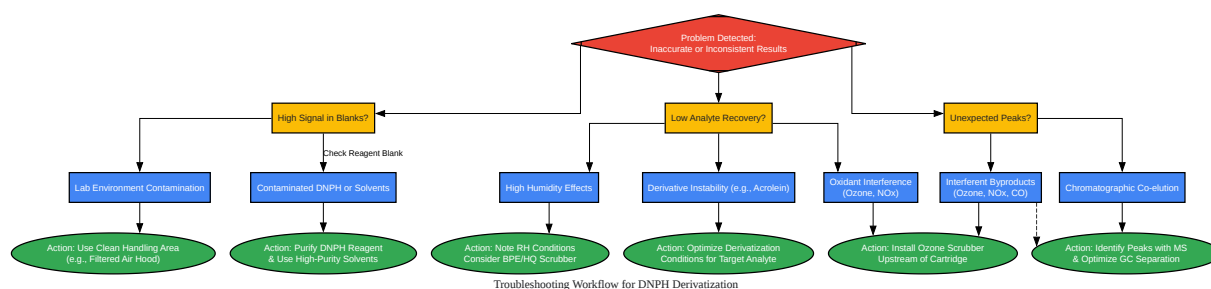 Problem Detected:
Inaccurate or Inconsistent Results
High Signal in Blanks?
Low Analyte Recovery?
Unexpected Peaks?
Check Reagent Blank
Lab Environment Contamination
Contaminated DNPH or Solvents
High Humidity Effects
Derivative Instability (e.g., Acrolein)
Oxidant Interference
(Ozone, NOx)
Interferent Byproducts
(Ozone, NOx, CO)
Chromatographic Co-elution
Action: Use Clean Handling Area
(e.g., Filtered Air Hood)
Action: Purify DNPH Reagent
& Use High-Purity Solvents
Action: Note RH Conditions
Consider BPE/HQ Scrubber
Action: Optimize Derivatization
Conditions for Target Analyte
Action: Install Ozone Scrubber
Upstream of Cartridge
Action: Identify Peaks with MS
& Optimize GC Separation
Troubleshooting Workflow for DNPH Derivatization